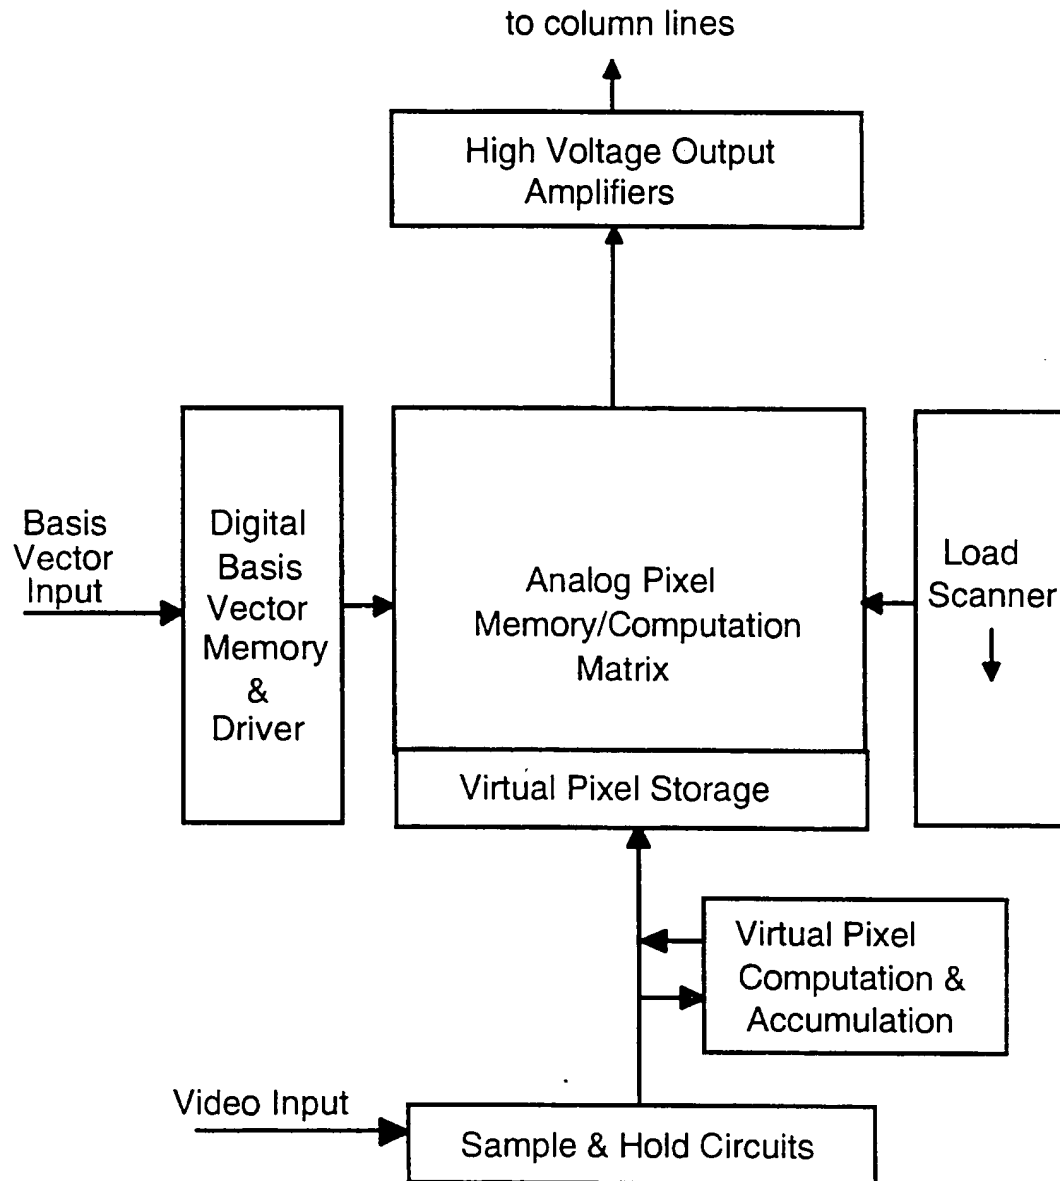 to column lines
High Voltage Output
Amplifiers
Basis
Vector
Input
Digital
Basis
Vector
Memory
&
Driver
Analog Pixel
Memory/Computation
Matrix
Load
Scanner
Virtual Pixel Storage
Virtual Pixel
Computation &
Accumulation
Video Input
Sample & Hold Circuits